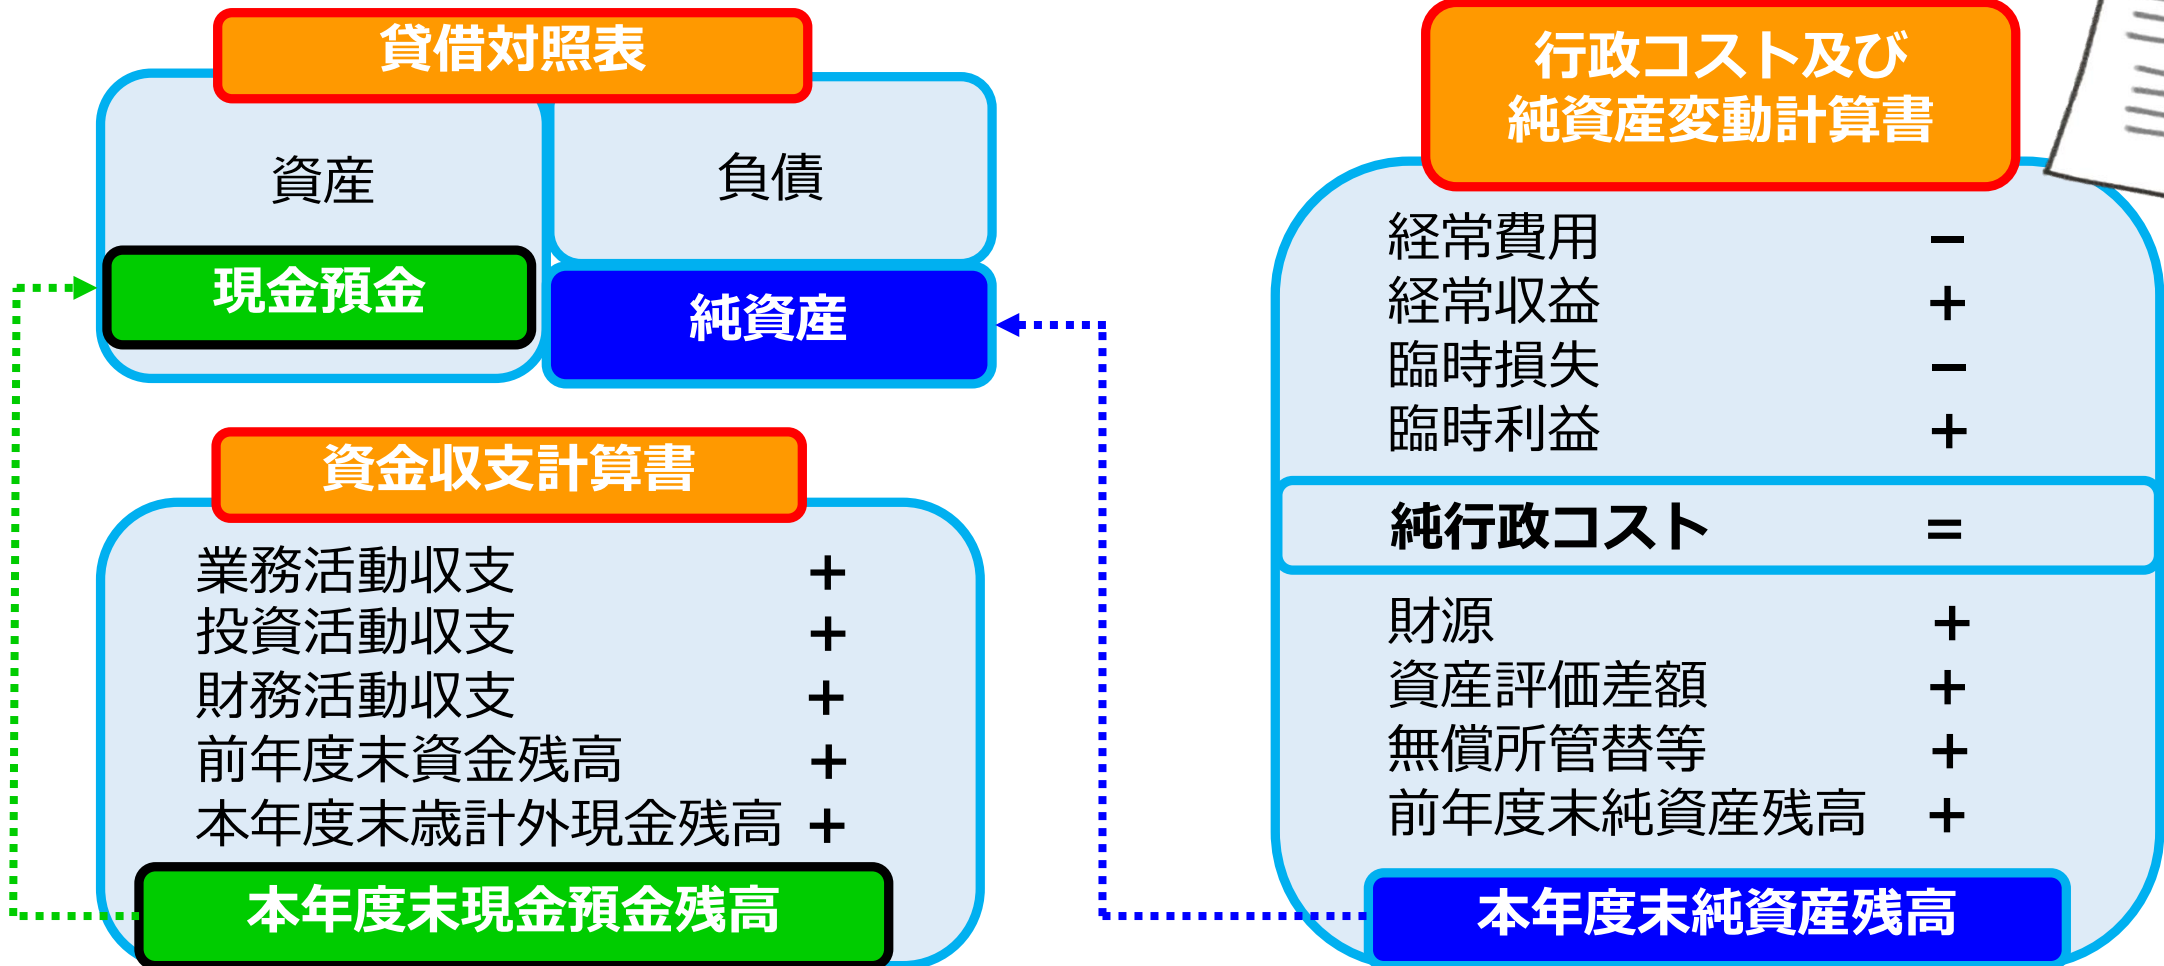 貸借対照表
資産
負債
現金預金
純資産
資金収支計算書
業務活動収支 +
投資活動収支 +
財務活動収支 +
前年度末資金残高 +
本年度末歳計外現金残高 +
本年度末現金預金残高
行政コスト及び
純資産変動計算書
経常費用 −
経常収益 +
臨時損失 −
臨時利益 +
純行政コスト =
財源 +
資産評価差額 +
無償所管替等 +
前年度末純資産残高 +
本年度末純資産残高